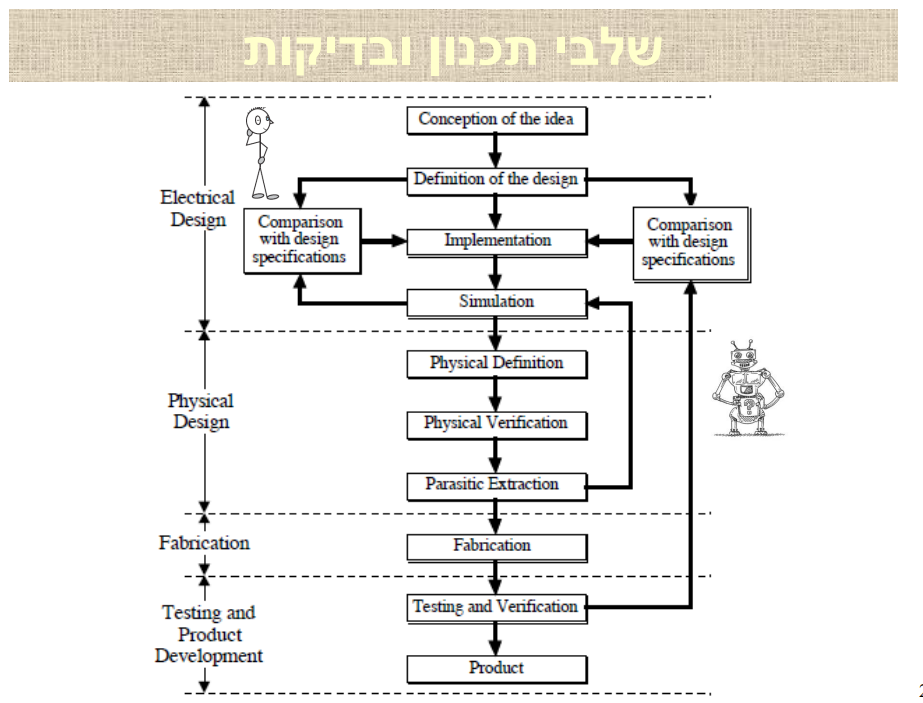 שלבי תכנון ובדיקות
Conception of the idea
Definition of the design
Electrical
Design
Comparison
with design
specifications
Implementation
Comparison
with design
specifications
Simulation
Physical Definition
Physical
Design
Physical Verification
Parasitic Extraction
Fabrication
Fabrication
Testing and
Product
Development
Testing and Verification
Product
?